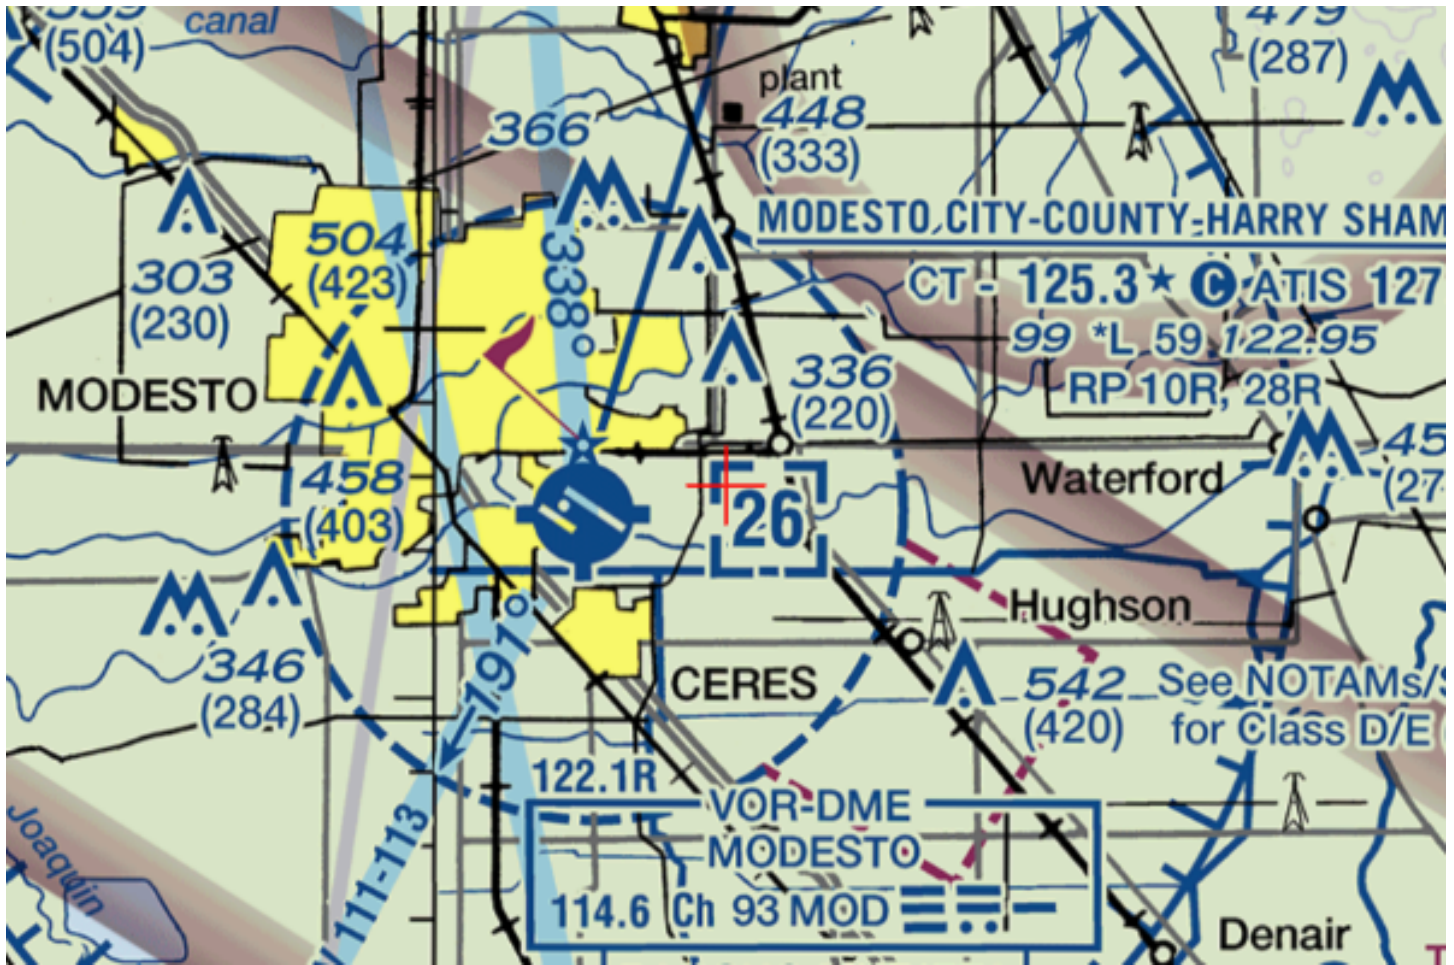 (504)
canal
479
(287)
plant
366
448
(333)
MODESTO CITY-COUNTY-HARRY SHAM
504
(423)
338°
303
(230)
CT - 125.3 ★ C ATIS 127
99 *L 59 122.95
RP 10R, 28R
336
(220)
MODESTO
45
(27
Waterford
458
(403)
26
Hughson
346
(284)
191°
CERES
542
(420)
See NOTAMs/S
for Class D/E
122.1R
VOR-DME
MODESTO
114.6 Ch 93 MOD
111-113
Joaquin
Denair